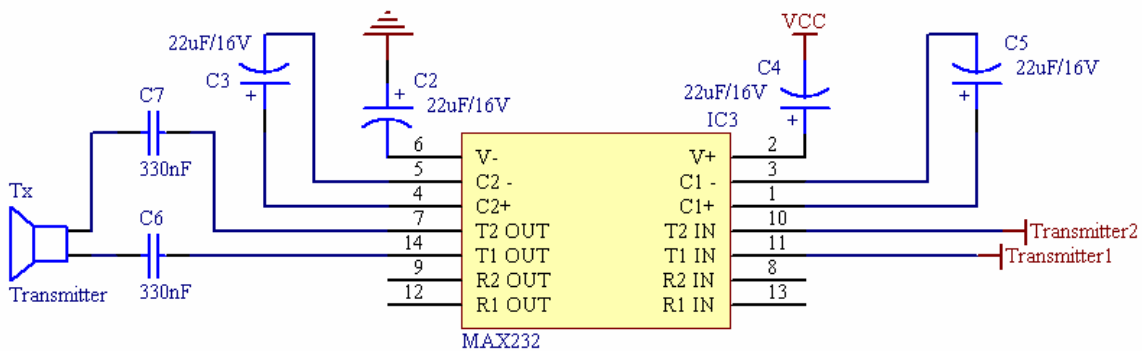 VCC
22uF/16V
C3
+
C2
+
22uF/16V
C4
22uF/16V
+
C5
22uF/16V
+
C7
330nF
IC3
Tx
C6
330nF
Transmitter
6 V- V+ 2
5 C2 - C1 - 3
4 C2+ C1+ 1
7 T2 OUT T2 IN 10
14 T1 OUT T1 IN 11
9 R2 OUT R2 IN 8
12 R1 OUT R1 IN 13
Transmitter2
Transmitter1
MAX232